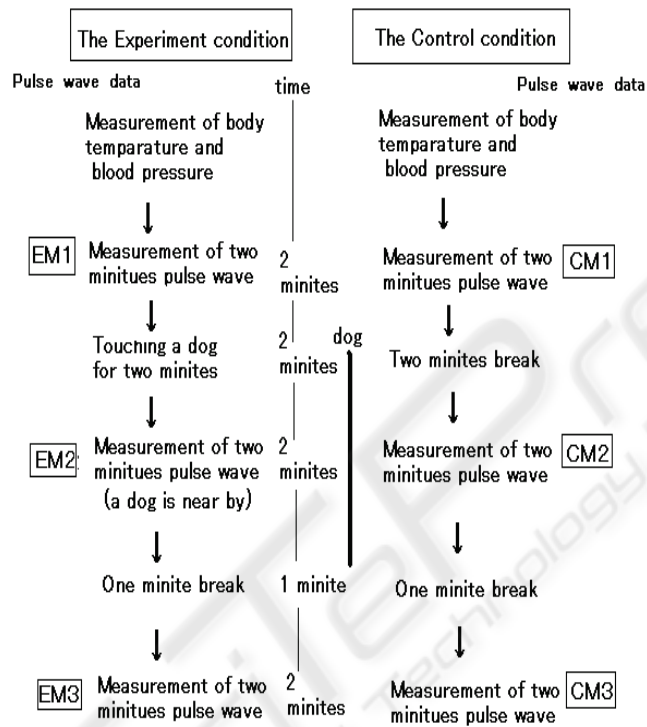 The Experiment condition
The Control condition
Pulse wave data
time
Pulse wave data
Measurement of body
temparature and
blood pressure
Measurement of body
temparature and
blood pressure
EM1
Measurement of two
minitues pulse wave
2
minites
Measurement of two
minitues pulse wave
CM1
Touching a dog
for two minites
2
minites
dog
Two minites break
EM2
Measurement of two
minitues pulse wave
(a dog is near by)
2
minites
Measurement of two
minitues pulse wave
CM2
One minite break
1 minite
One minite break
EM3
Measurement of two
minitues pulse wave
2
minites
Measurement of two
minitues pulse wave
CM3